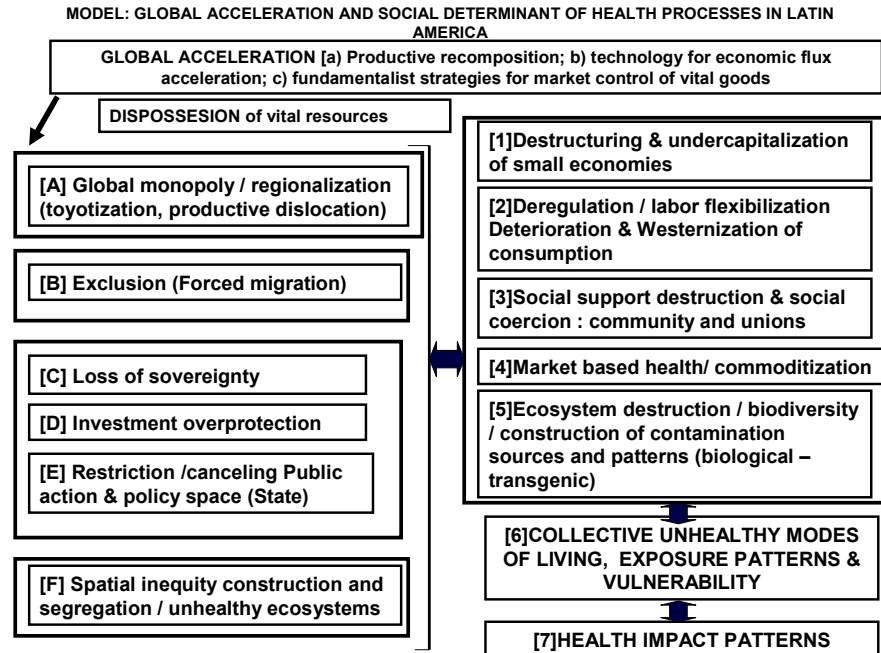 MODEL: GLOBAL ACCELERATION AND SOCIAL DETERMINANT OF HEALTH PROCESSES IN LATIN
AMERICA
GLOBAL ACCELERATION [a) Productive recomposition; b) technology for economic flux
acceleration; c) fundamentalist strategies for market control of vital goods
DISPOSSESION of vital resources
[A] Global monopoly / regionalization
(toyotization, productive dislocation)
[B] Exclusion (Forced migration)
[C] Loss of sovereignty
[D] Investment overprotection
[E] Restriction /canceling Public
action & policy space (State)
[F] Spatial inequity construction and
segregation / unhealthy ecosystems
[1]Destructuring & undercapitalization
of small economies
[2]Deregulation / labor flexibilization
Deterioration & Westernization of
consumption
[3]Social support destruction & social
coercion : community and unions
[4]Market based health/ commoditization
[5]Ecosystem destruction / biodiversity
/ construction of contamination
sources and patterns (biological –
transgenic)
[6]COLLECTIVE UNHEALTHY MODES
OF LIVING, EXPOSURE PATTERNS &
VULNERABILITY
[7]HEALTH IMPACT PATTERNS